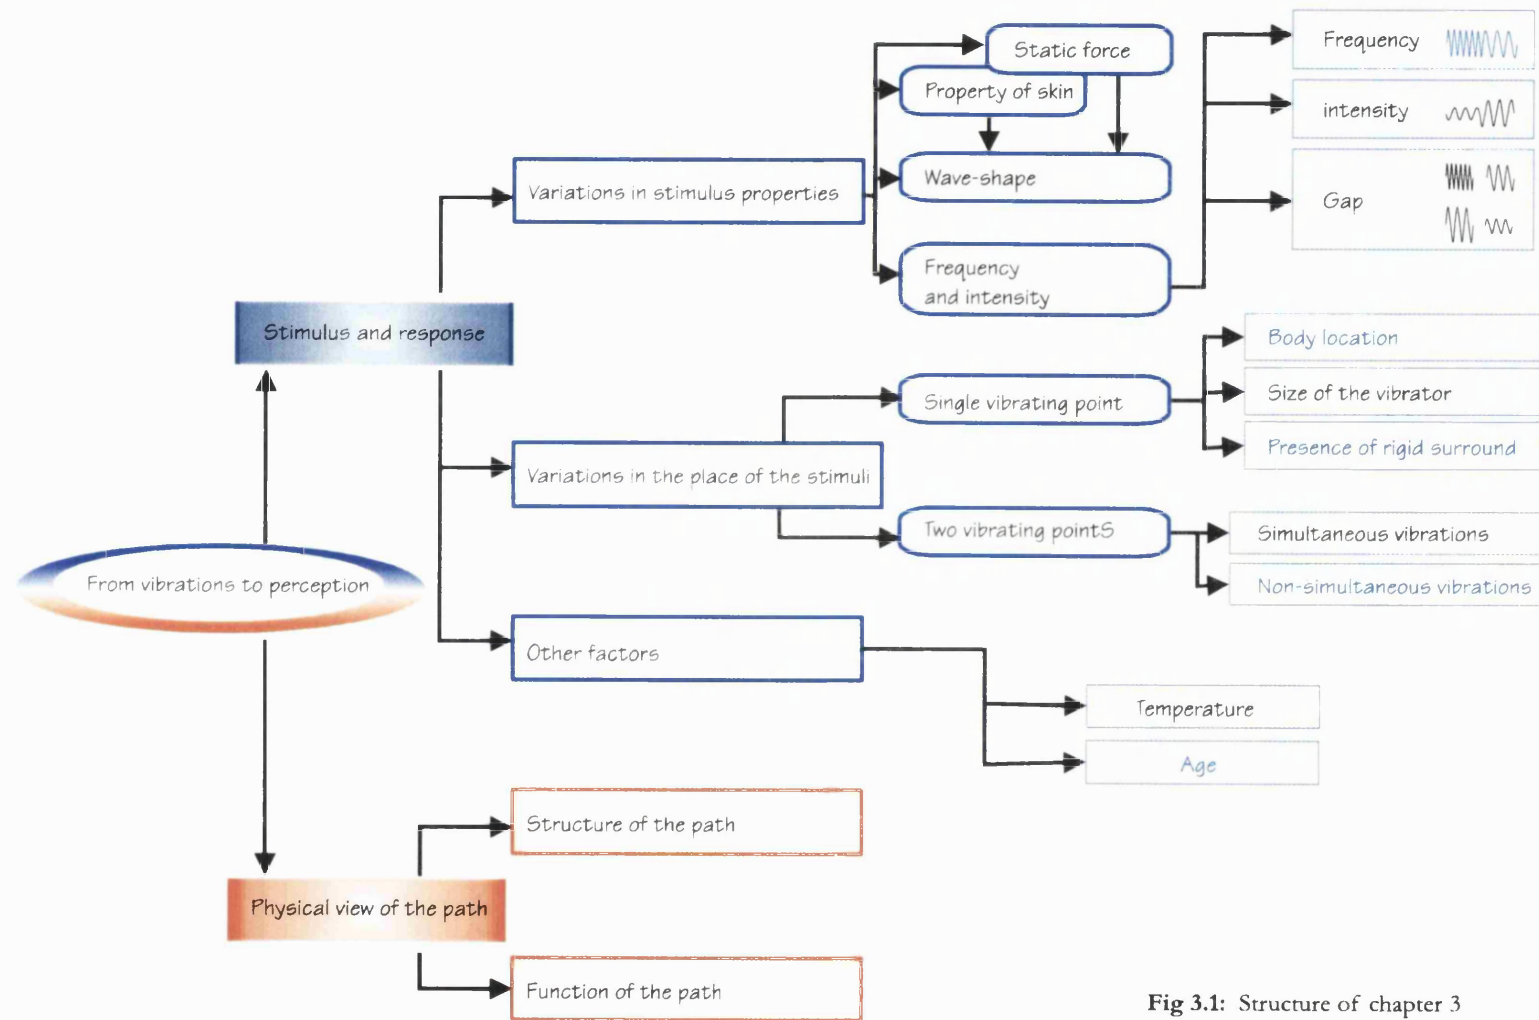 Static force
Property of skin
Wave-shape
Frequency
and intensity
Variations in stimulus properties
Frequency
intensity
Gap
Stimulus and response
Body location
Size of the vibrator
Presence of rigid surround
Single vibrating point
Variations in the place of the stimuli
Two vibrating pointS
Simultaneous vibrations
Non-simultaneous vibrations
From vibrations to perception
Other factors
Temperature
Age
Structure of the path
Physical view of the path
Function of the path
Fig 3.1: Structure of chapter 3